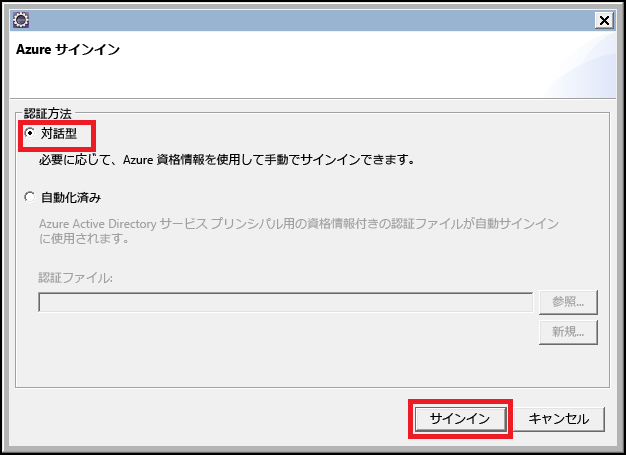 Azure サインイン
認証方法
対話型
必要に応じて、Azure 資格情報を使用して手動でサインインできます。
自動化済み
Azure Active Directory サービス プリンシパル用の資格情報付きの認証ファイルが自動サインイン
に使用されます。
認証ファイル:
参照...
新規...
サインイン
キャンセル